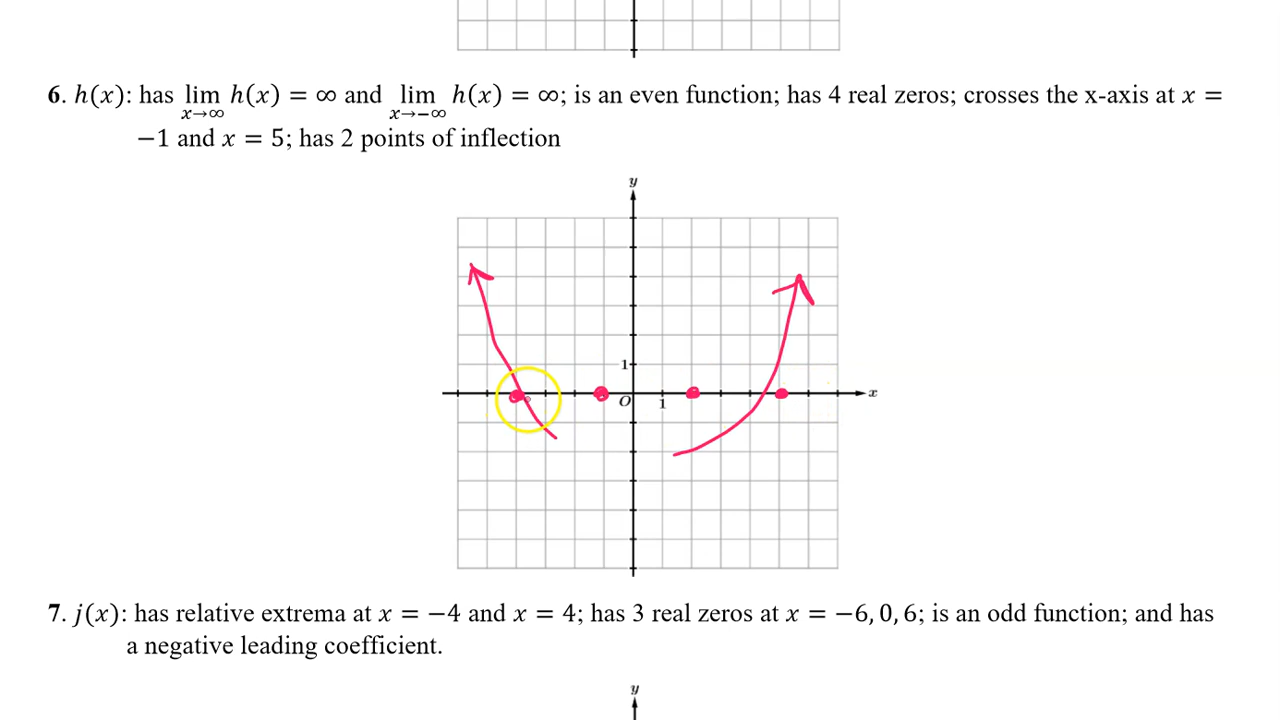 6. h(x): has lim h(x) = ∞ and lim h(x) = ∞; is an even function; has 4 real zeros; crosses the x-axis at x =
x→∞ x→−∞
−1 and x = 5; has 2 points of inflection
y
1
O 1 x
7. j(x): has relative extrema at x = −4 and x = 4; has 3 real zeros at x = −6, 0, 6; is an odd function; and has
a negative leading coefficient.
y